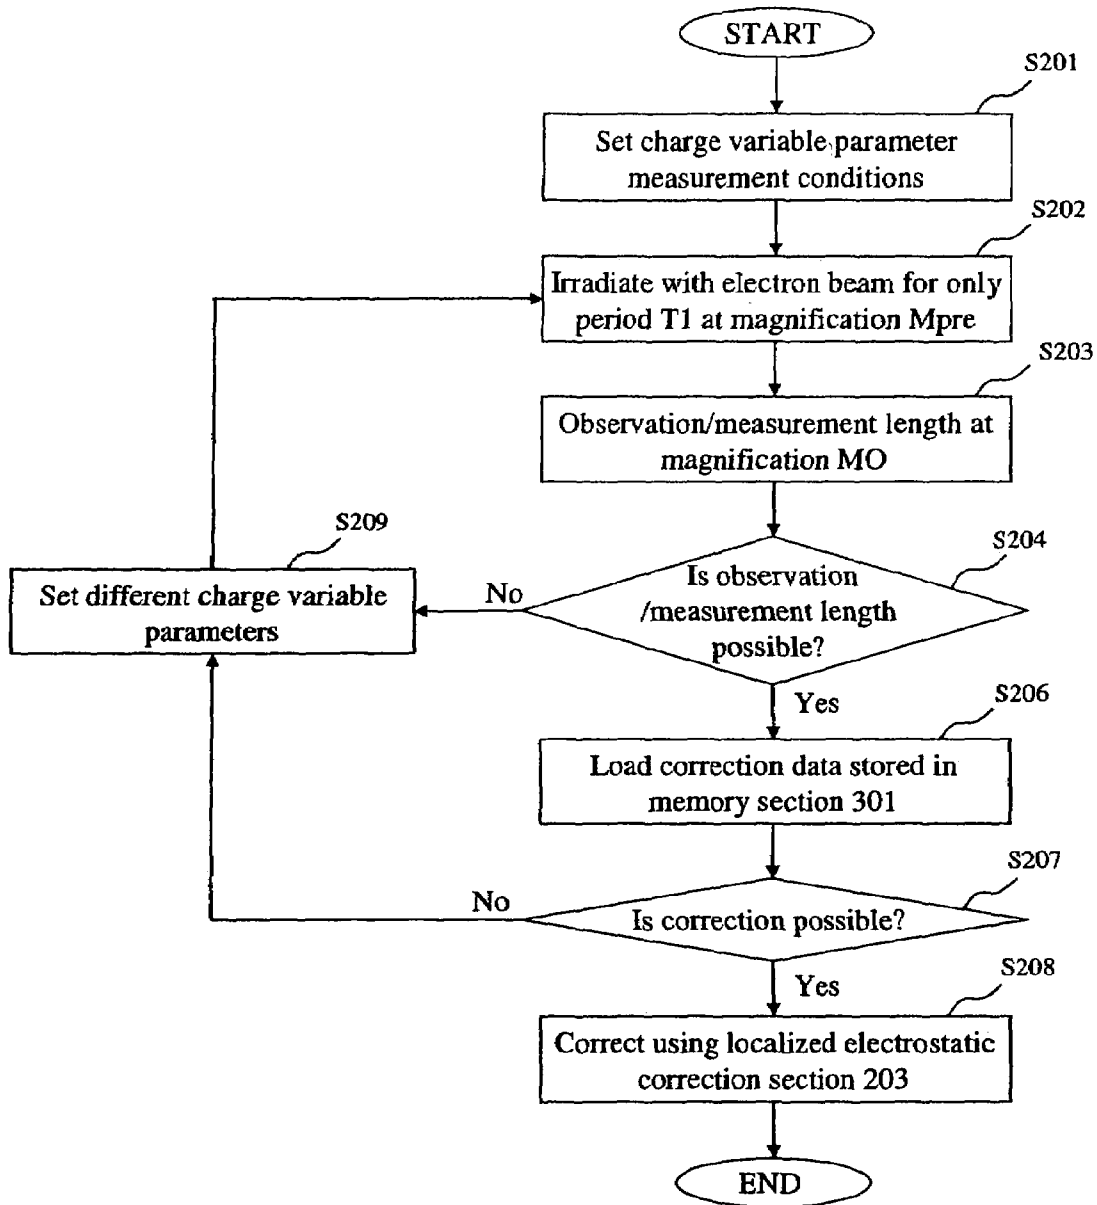 START
S201
Set charge variable parameter
measurement conditions
S202
Irradiate with electron beam for only
period T1 at magnification Mpre
S203
Observation/measurement length at
magnification MO
S204
Is observation
/measurement length
possible?
No
S209
Set different charge variable
parameters
Yes
S206
Load correction data stored in
memory section 301
S207
Is correction possible?
No
Yes
S208
Correct using localized electrostatic
correction section 203
END